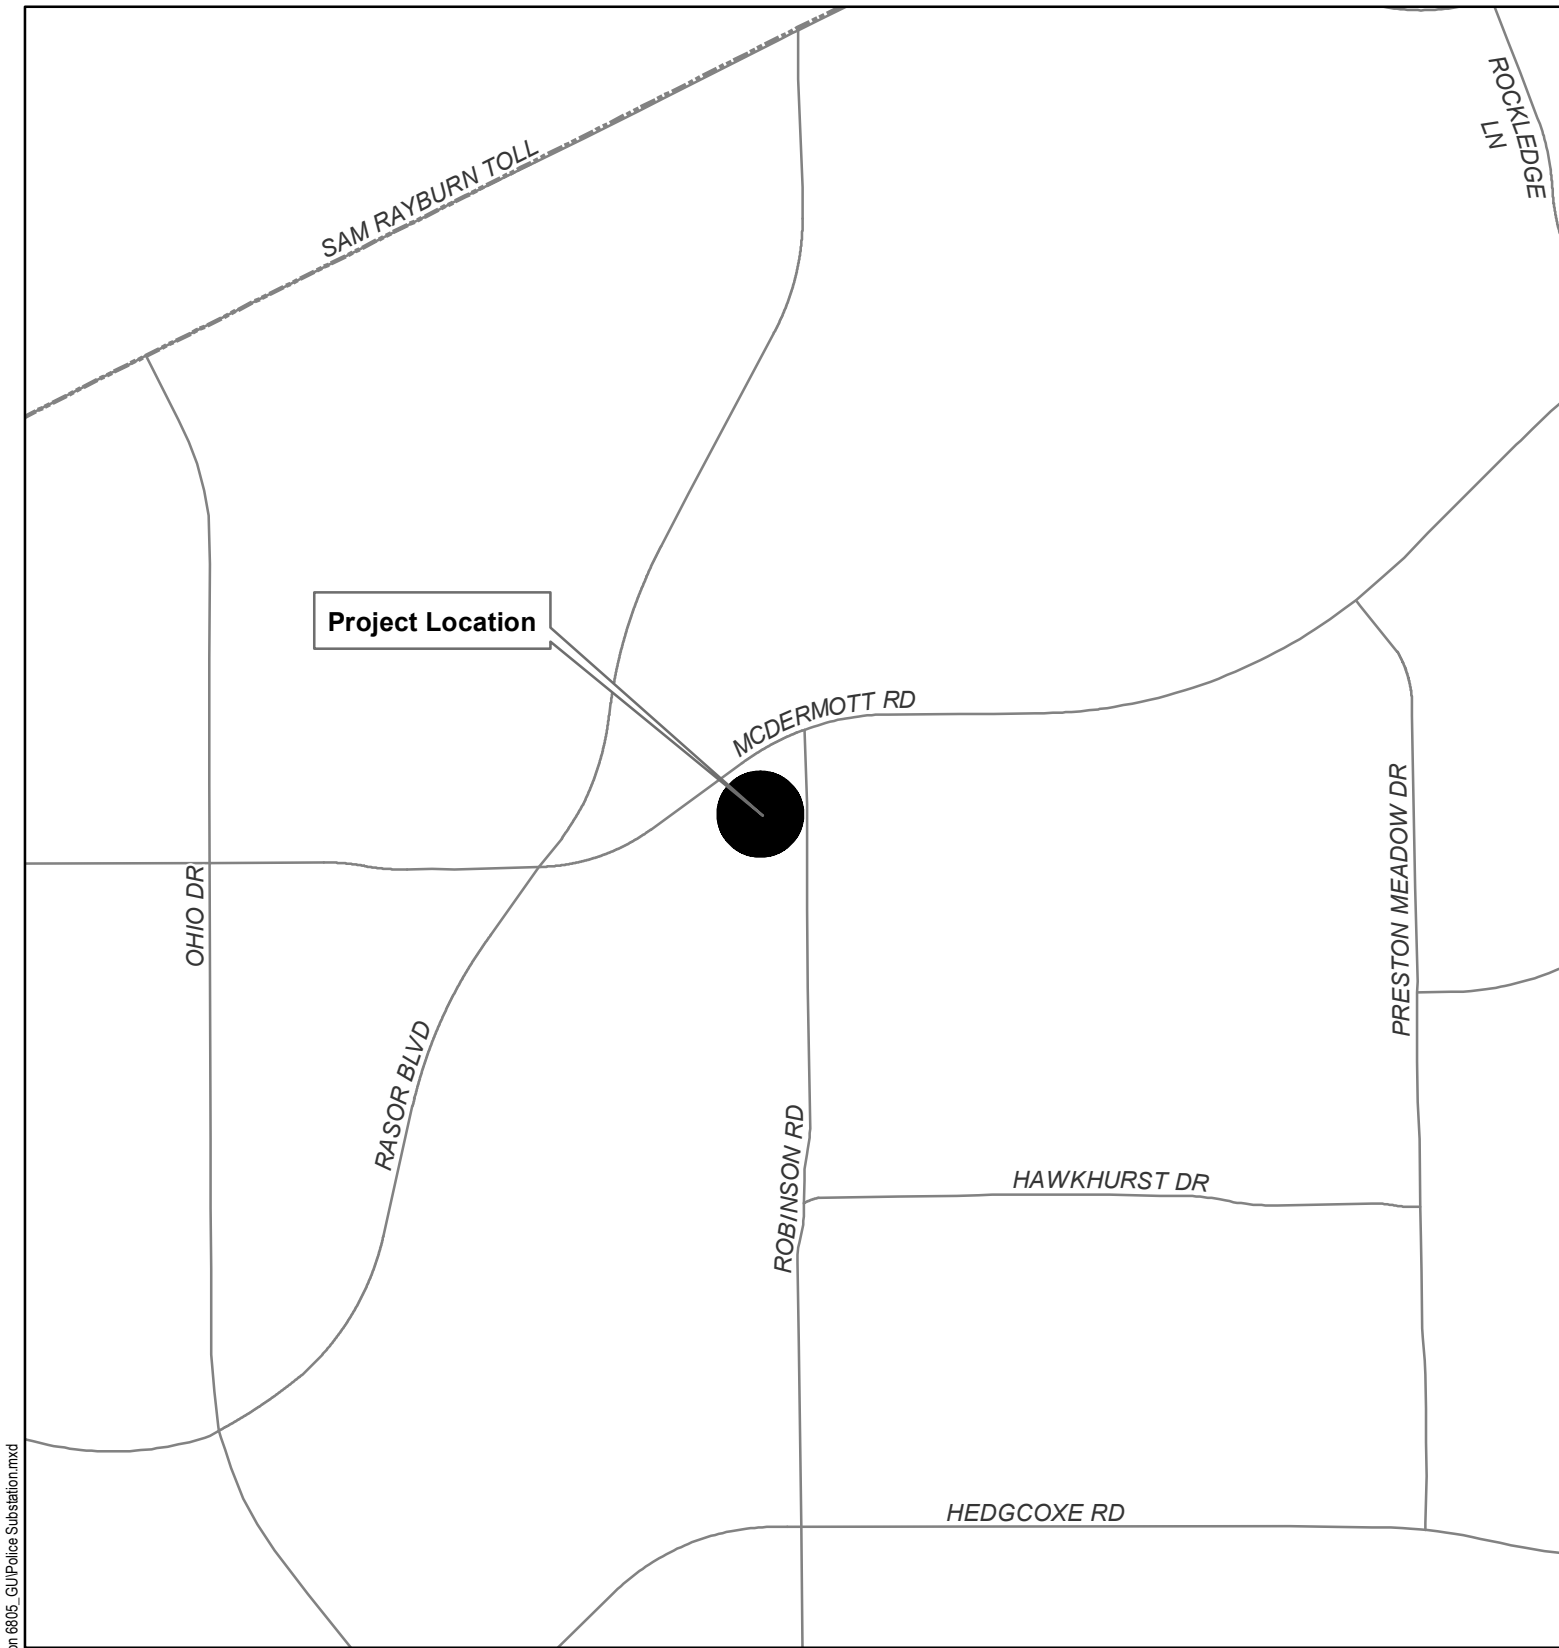 SAM RAYBURN TOLL
ROCKLEDGE
LN
Project Location
MCDERMOTT RD
PRESTON MEADOW DR
OHIO DR
RASOR BLVD
ROBINSON RD
HAWKHURST DR
HEDGCOXE RD
6805_GU\Police Substation.mxd